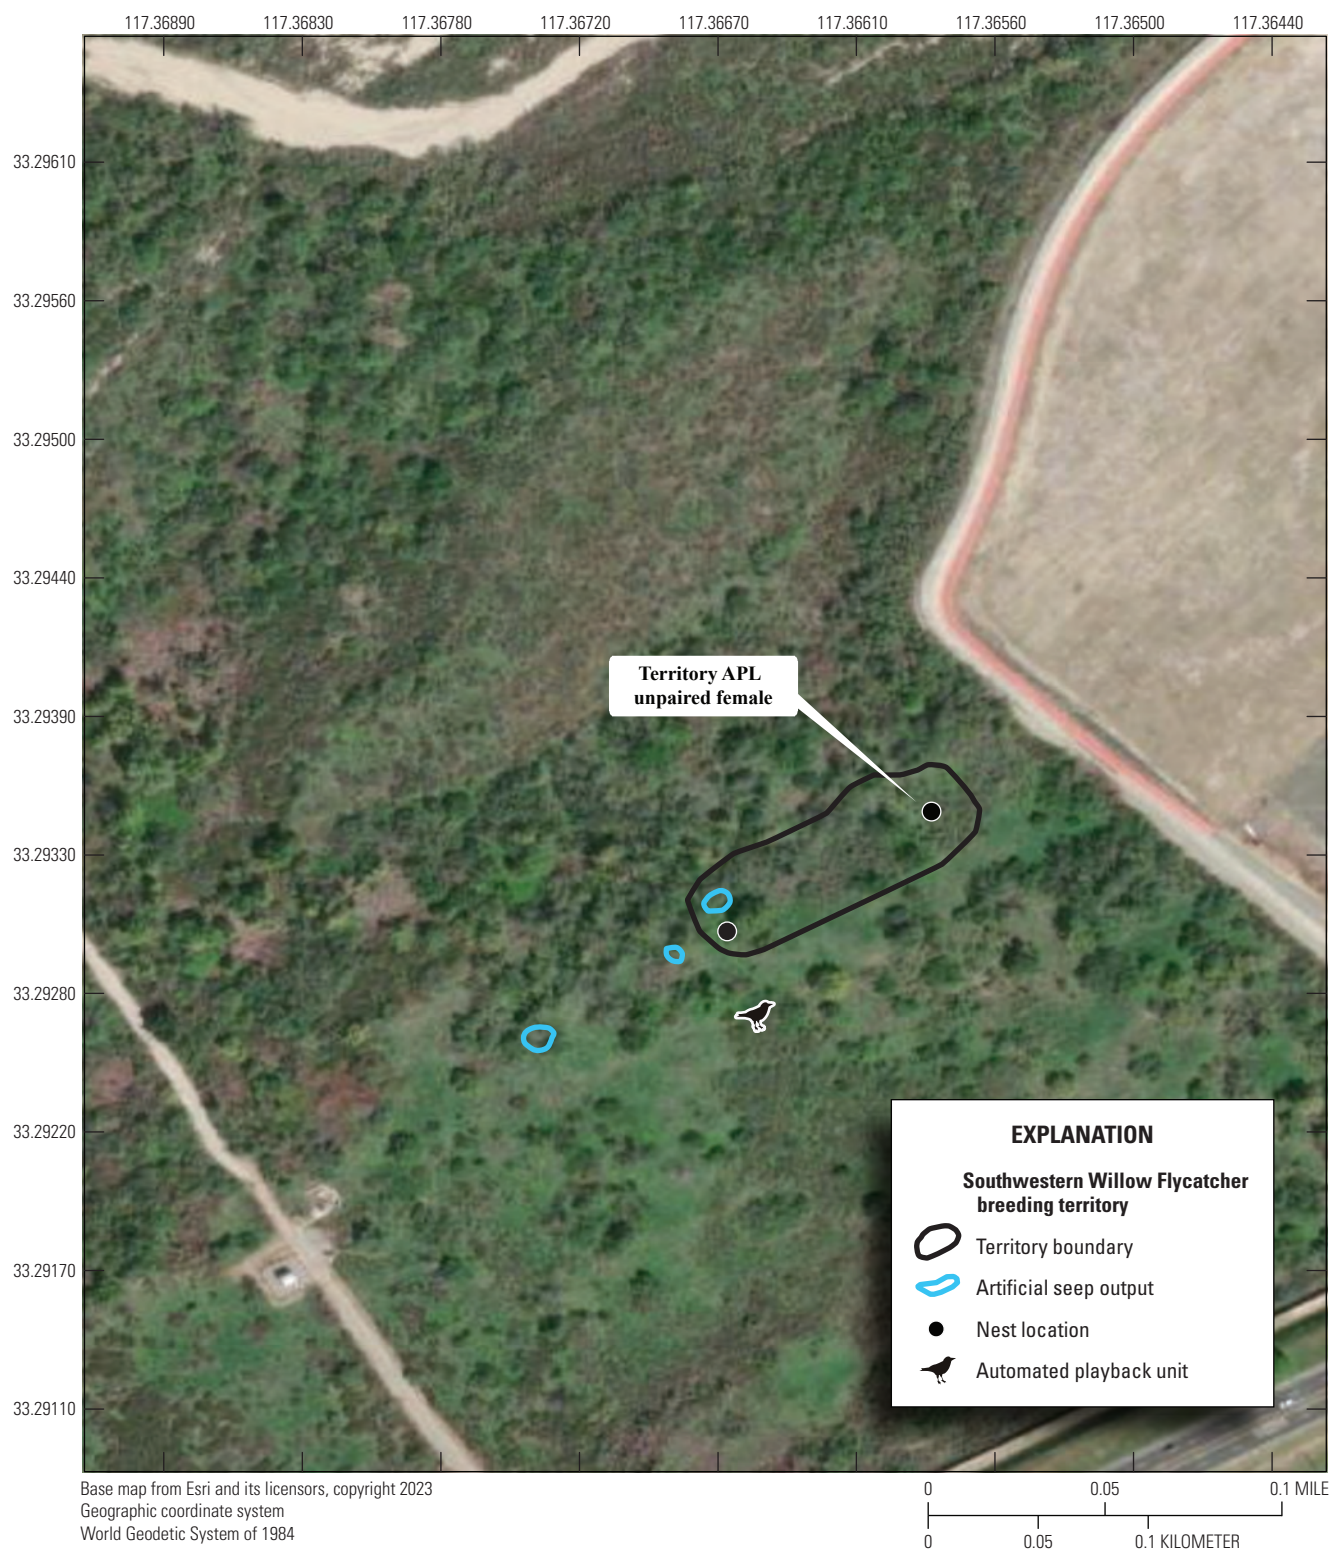 117.36890 117.36830 117.36780 117.36720 117.36670 117.36610 117.36560 117.36500 117.36440
33.29610
33.29560
33.29500
33.29440
Territory APL
unpaired female
33.29390
33.29330
33.29280
33.29220
33.29170
33.29110
EXPLANATION
Southwestern Willow Flycatcher
breeding territory
Territory boundary
Artificial seep output
Nest location
Automated playback unit
Base map from Esri and its licensors, copyright 2023
Geographic coordinate system
World Geodetic System of 1984
0 0.05 0.1 MILE
0 0.05 0.1 KILOMETER